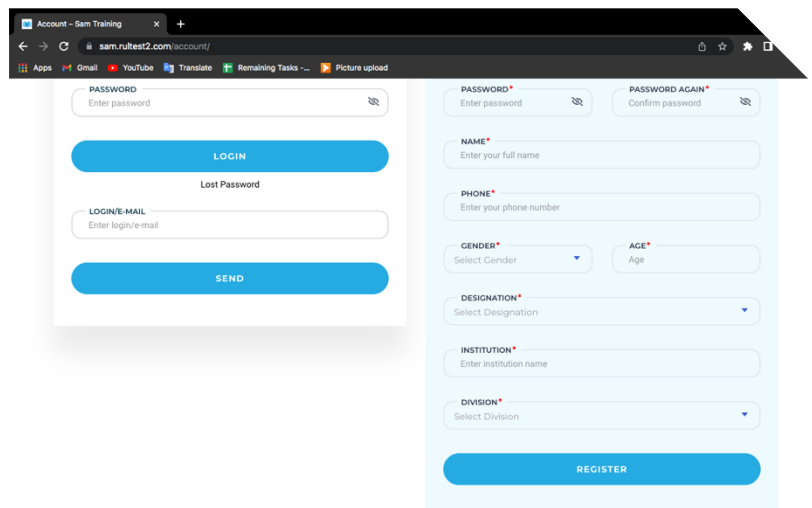 Account – Sam Training
sam.rultest2.com/account/
Apps
Gmail
YouTube
Translate
Remaining Tasks -...
Picture upload
PASSWORD
Enter password
LOGIN
Lost Password
LOGIN/E-MAIL
Enter login/e-mail
SEND
PASSWORD*
Enter password
PASSWORD AGAIN*
Confirm password
NAME*
Enter your full name
PHONE*
Enter your phone number
GENDER*
Select Gender
AGE*
Age
DESIGNATION*
Select Designation
INSTITUTION*
Enter institution name
DIVISION*
Select Division
REGISTER